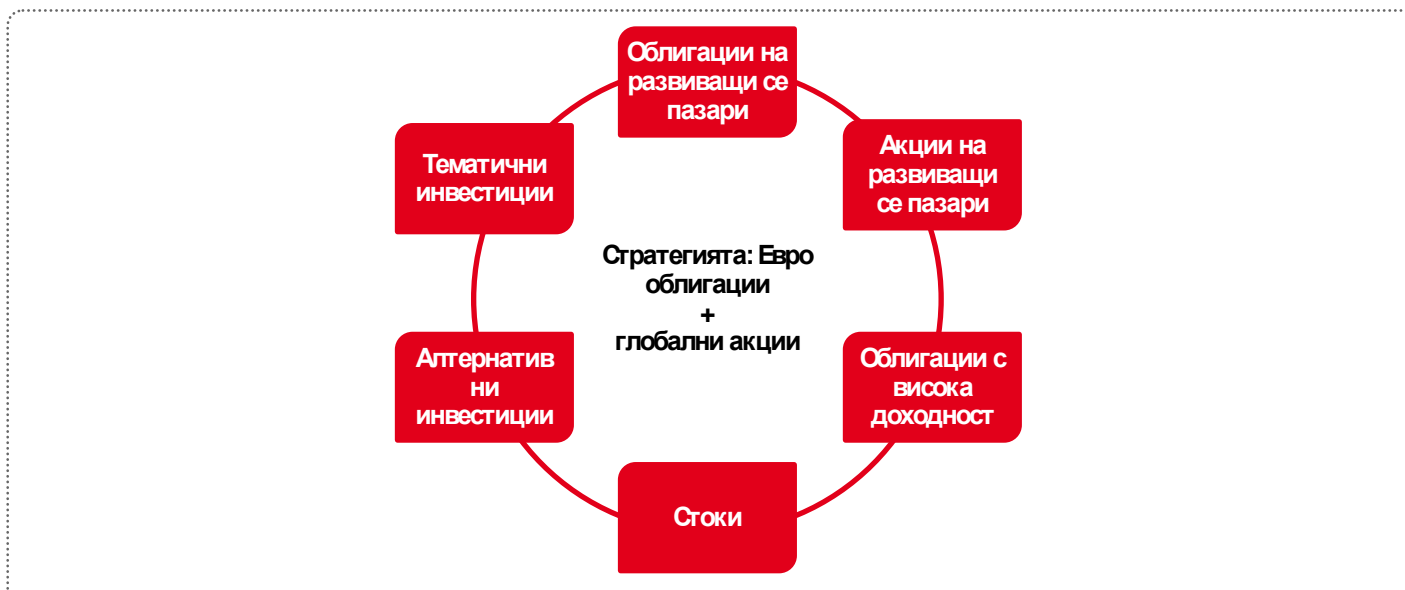 Облигации на
развиващи се
пазари
Акции на
развиващи
се пазари
Облигации с
висока
доходност
Стоки
Алтернатив
ни
инвестиции
Тематични
инвестиции
Стратегията: Евро
облигации
+
глобални акции